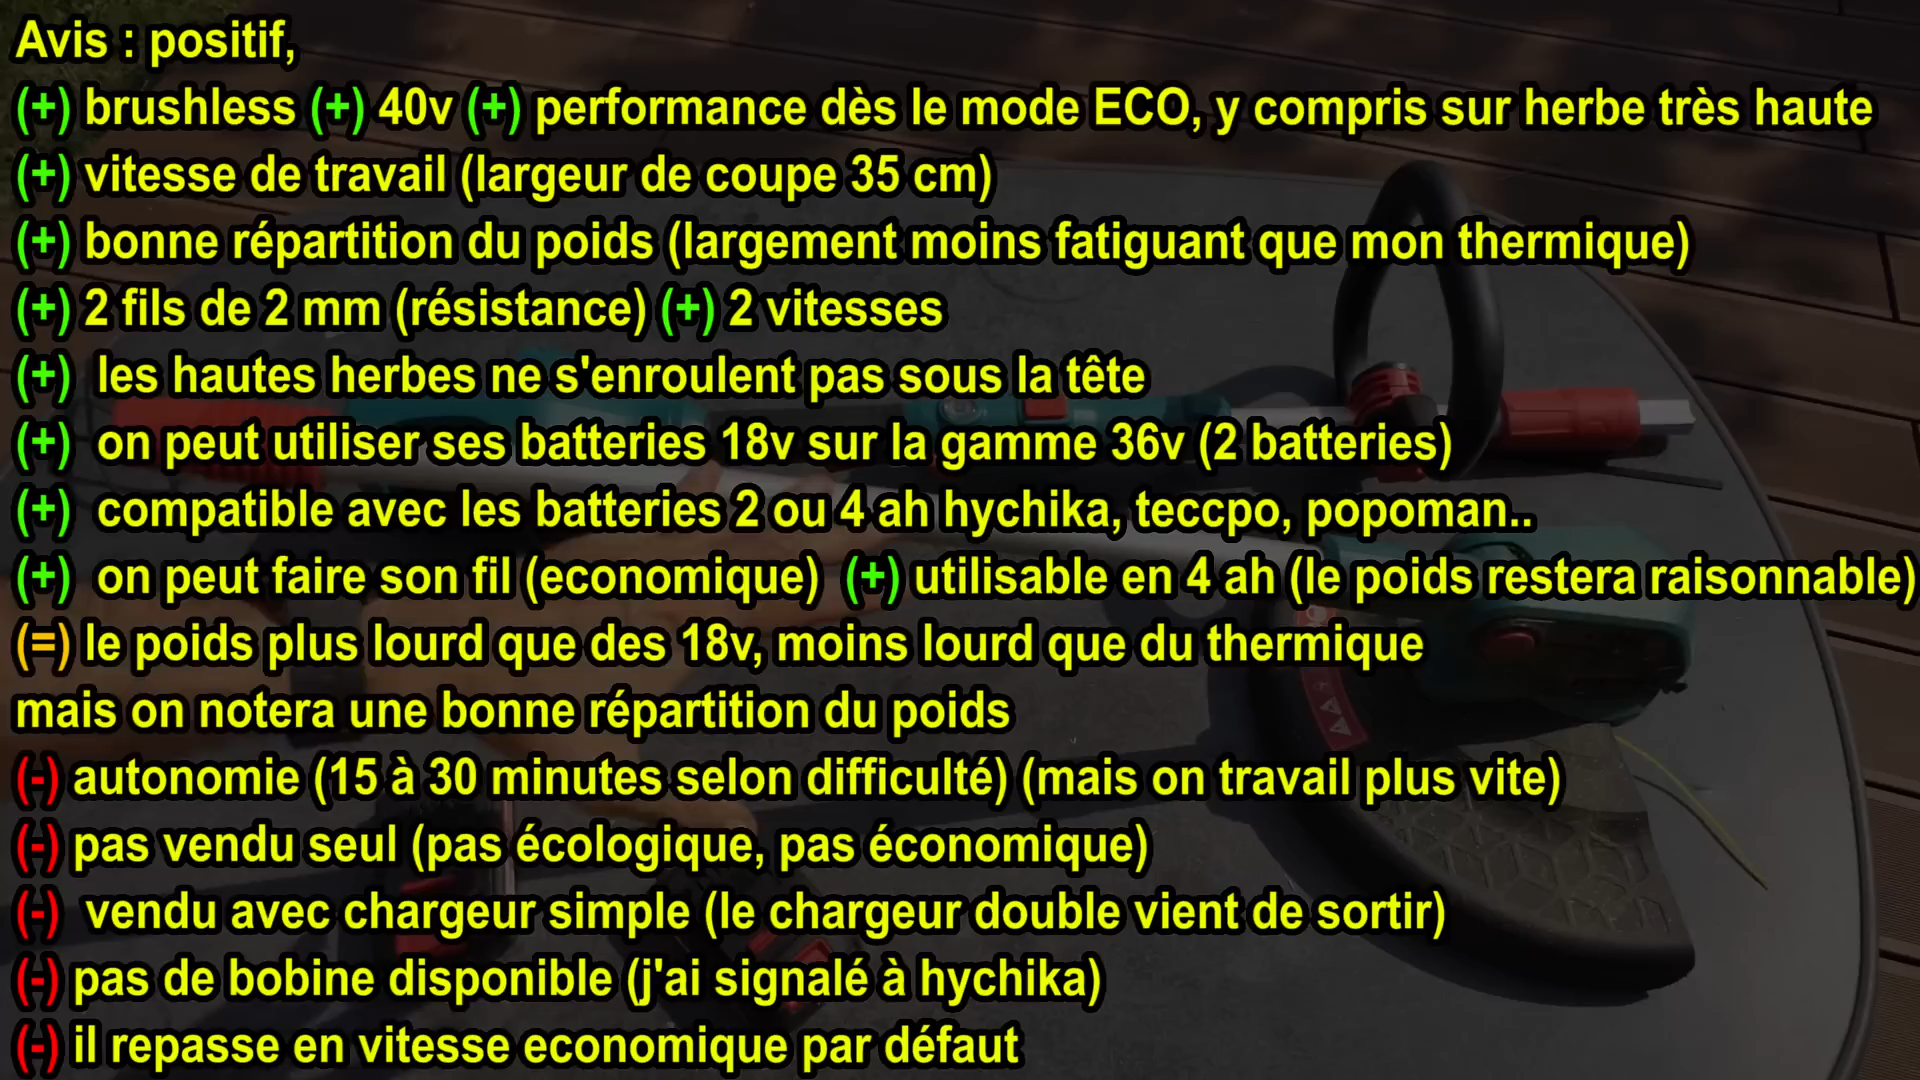 Avis : positif,
(+) brushless (+) 40v (+) performance dès le mode ECO, y compris sur herbe très haute
(+) vitesse de travail (largeur de coupe 35 cm)
(+) bonne répartition du poids (largement moins fatiguant que mon thermique)
(+) 2 fils de 2 mm (résistance) (+) 2 vitesses
(+) les hautes herbes ne s'enroulent pas sous la tête
(+) on peut utiliser ses batteries 18v sur la gamme 36v (2 batteries)
(+) compatible avec les batteries 2 ou 4 ah hychika, teccpo, popoman..
(+) on peut faire son fil (economique) (+) utilisable en 4 ah (le poids restera raisonnable)
(=) le poids plus lourd que des 18v, moins lourd que du thermique
mais on notera une bonne répartition du poids
(-) autonomie (15 à 30 minutes selon difficulté) (mais on travail plus vite)
(-) pas vendu seul (pas écologique, pas économique)
(-) vendu avec chargeur simple (le chargeur double vient de sortir)
(-) pas de bobine disponible (j'ai signalé à hychika)
(-) il repasse en vitesse economique par défaut